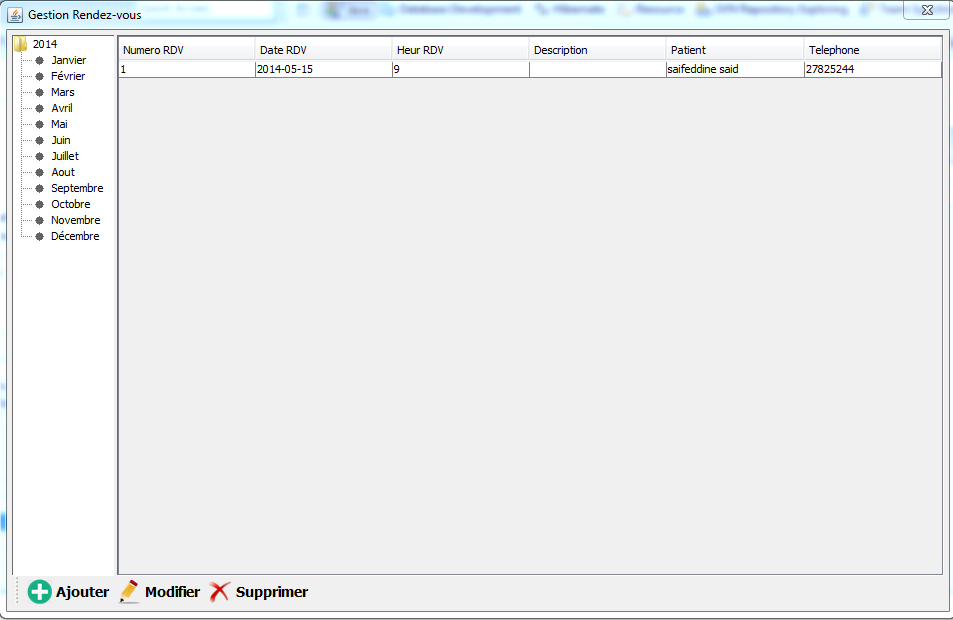 Gestion Rendez-vous
2014
Janvier
Février
Mars
Avril
Mai
Juin
Juillet
Aout
Septembre
Octobre
Novembre
Décembre
Numero RDV Date RDV Heur RDV Description Patient Telephone
1 2014-05-15 9 saifeddine said 27825244
Ajouter Modifier Supprimer